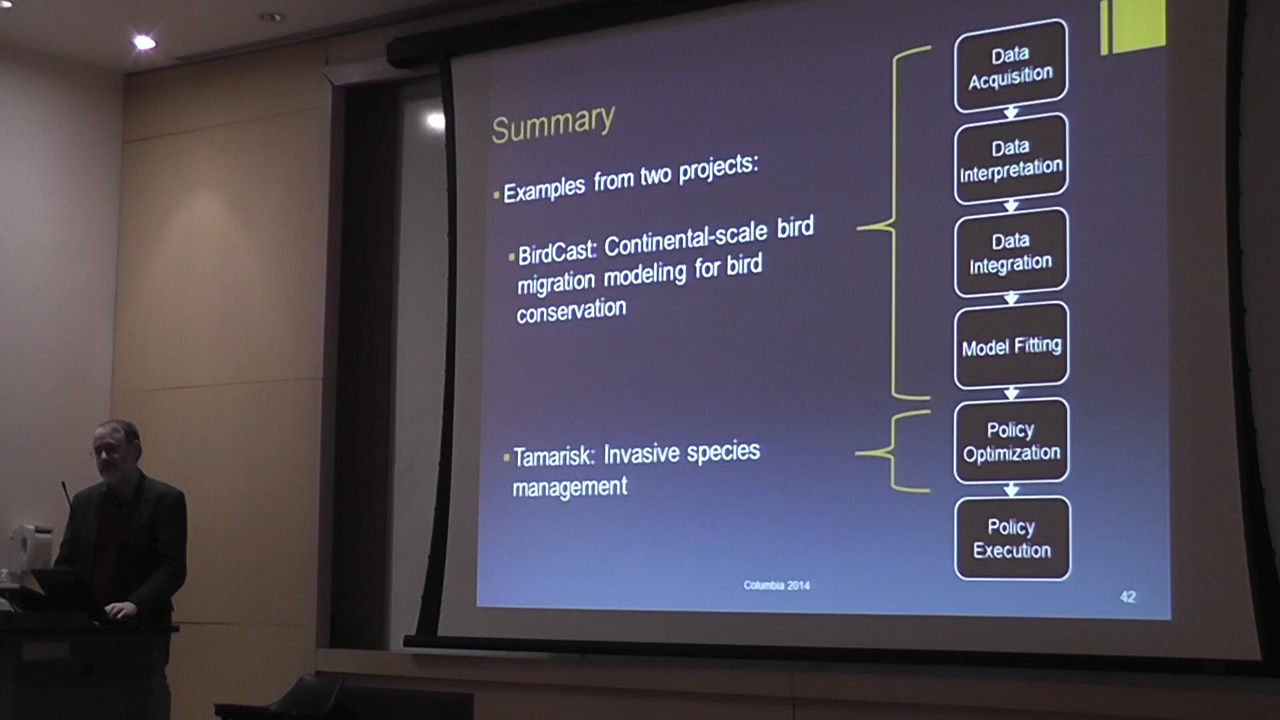 Summary
▪ Examples from two projects:
▪ BirdCast: Continental-scale bird
migration modeling for bird
conservation
▪ Tamarisk: Invasive species
management
Data
Acquisition
Data
Interpretation
Data
Integration
Model Fitting
Policy
Optimization
Policy
Execution
Columbia 2014
42